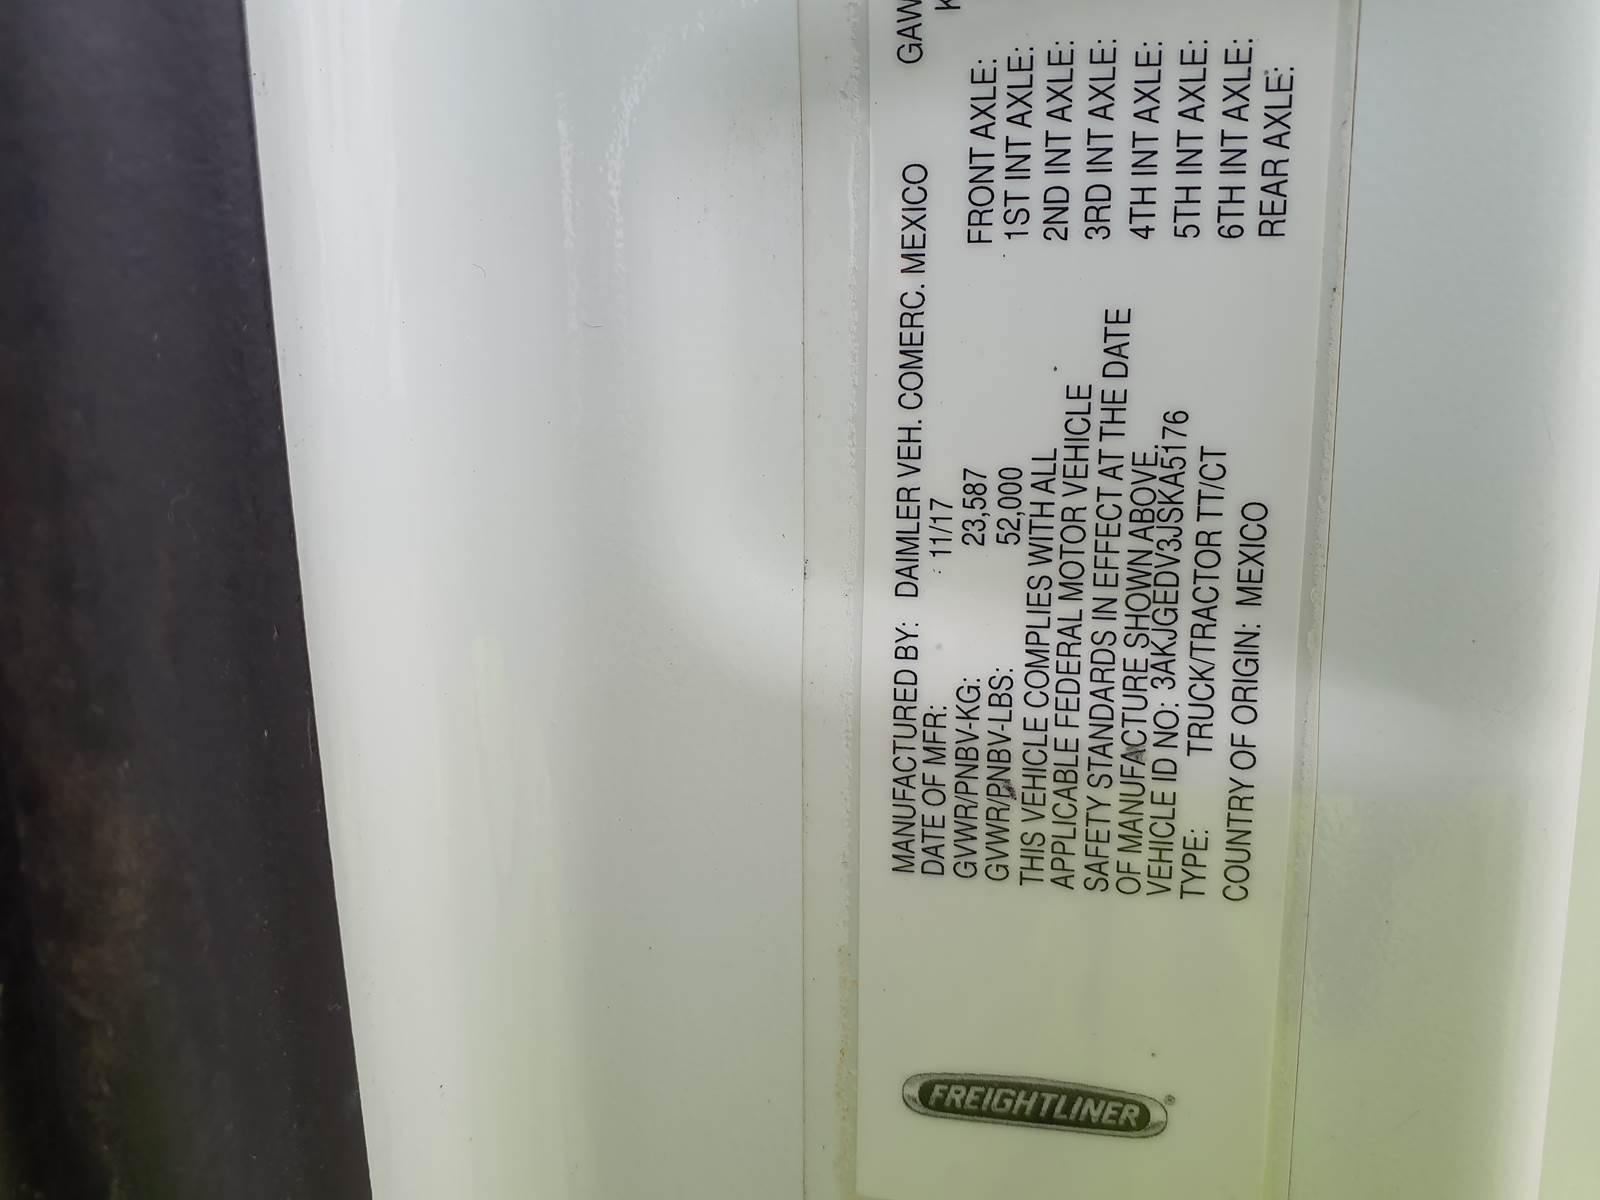 FREIGHTLINER®
MANUFACTURED BY: DAIMLER VEH. COMERC. MEXICO
DATE OF MFR: 11/17
GVWR/PNBV-KG: 23,587
GVWR/PNBV-LBS: 52,000
THIS VEHICLE COMPLIES WITH ALL
APPLICABLE FEDERAL MOTOR VEHICLE
SAFETY STANDARDS IN EFFECT AT THE DATE
OF MANUFACTURE SHOWN ABOVE.
VEHICLE ID NO: 3AKJGEDV3JSKA5176
TYPE: TRUCK/TRACTOR TT/CT
COUNTRY OF ORIGIN: MEXICO
GAW
K
FRONT AXLE:
1ST INT AXLE:
2ND INT AXLE:
3RD INT AXLE:
4TH INT AXLE:
5TH INT AXLE:
6TH INT AXLE:
REAR AXLE: